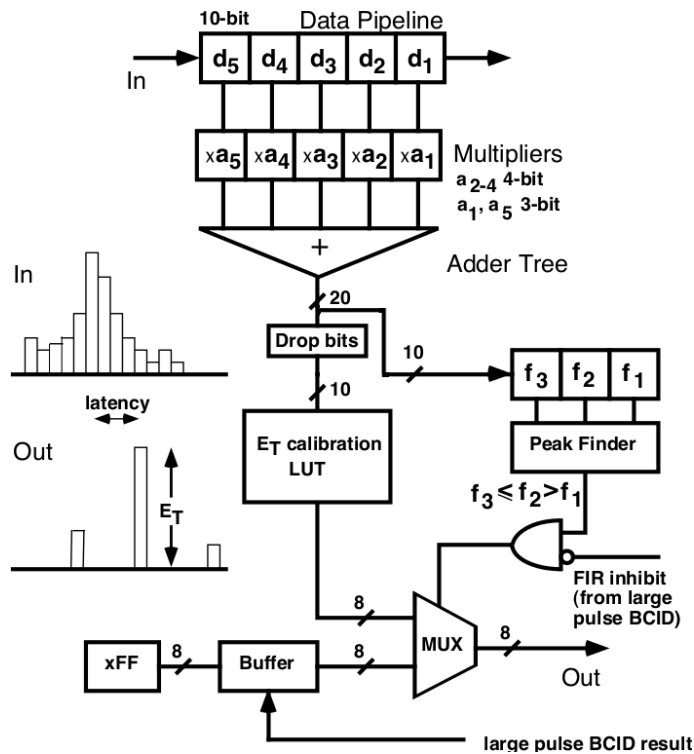 10-bit
Data Pipeline
In
d5 d4 d3 d2 d1
xa5 xa4 xa3 xa2 xa1
Multipliers
a2-4 4-bit
a1, a5 3-bit
+
Adder Tree
In
20
Drop bits
10
10
f3 f2 f1
latency
ET calibration
LUT
Peak Finder
Out
f3 ≤ f2 > f1
ET
FIR inhibit
(from large
pulse BCID)
8
xFF
8
Buffer
8
MUX
8
Out
large pulse BCID result